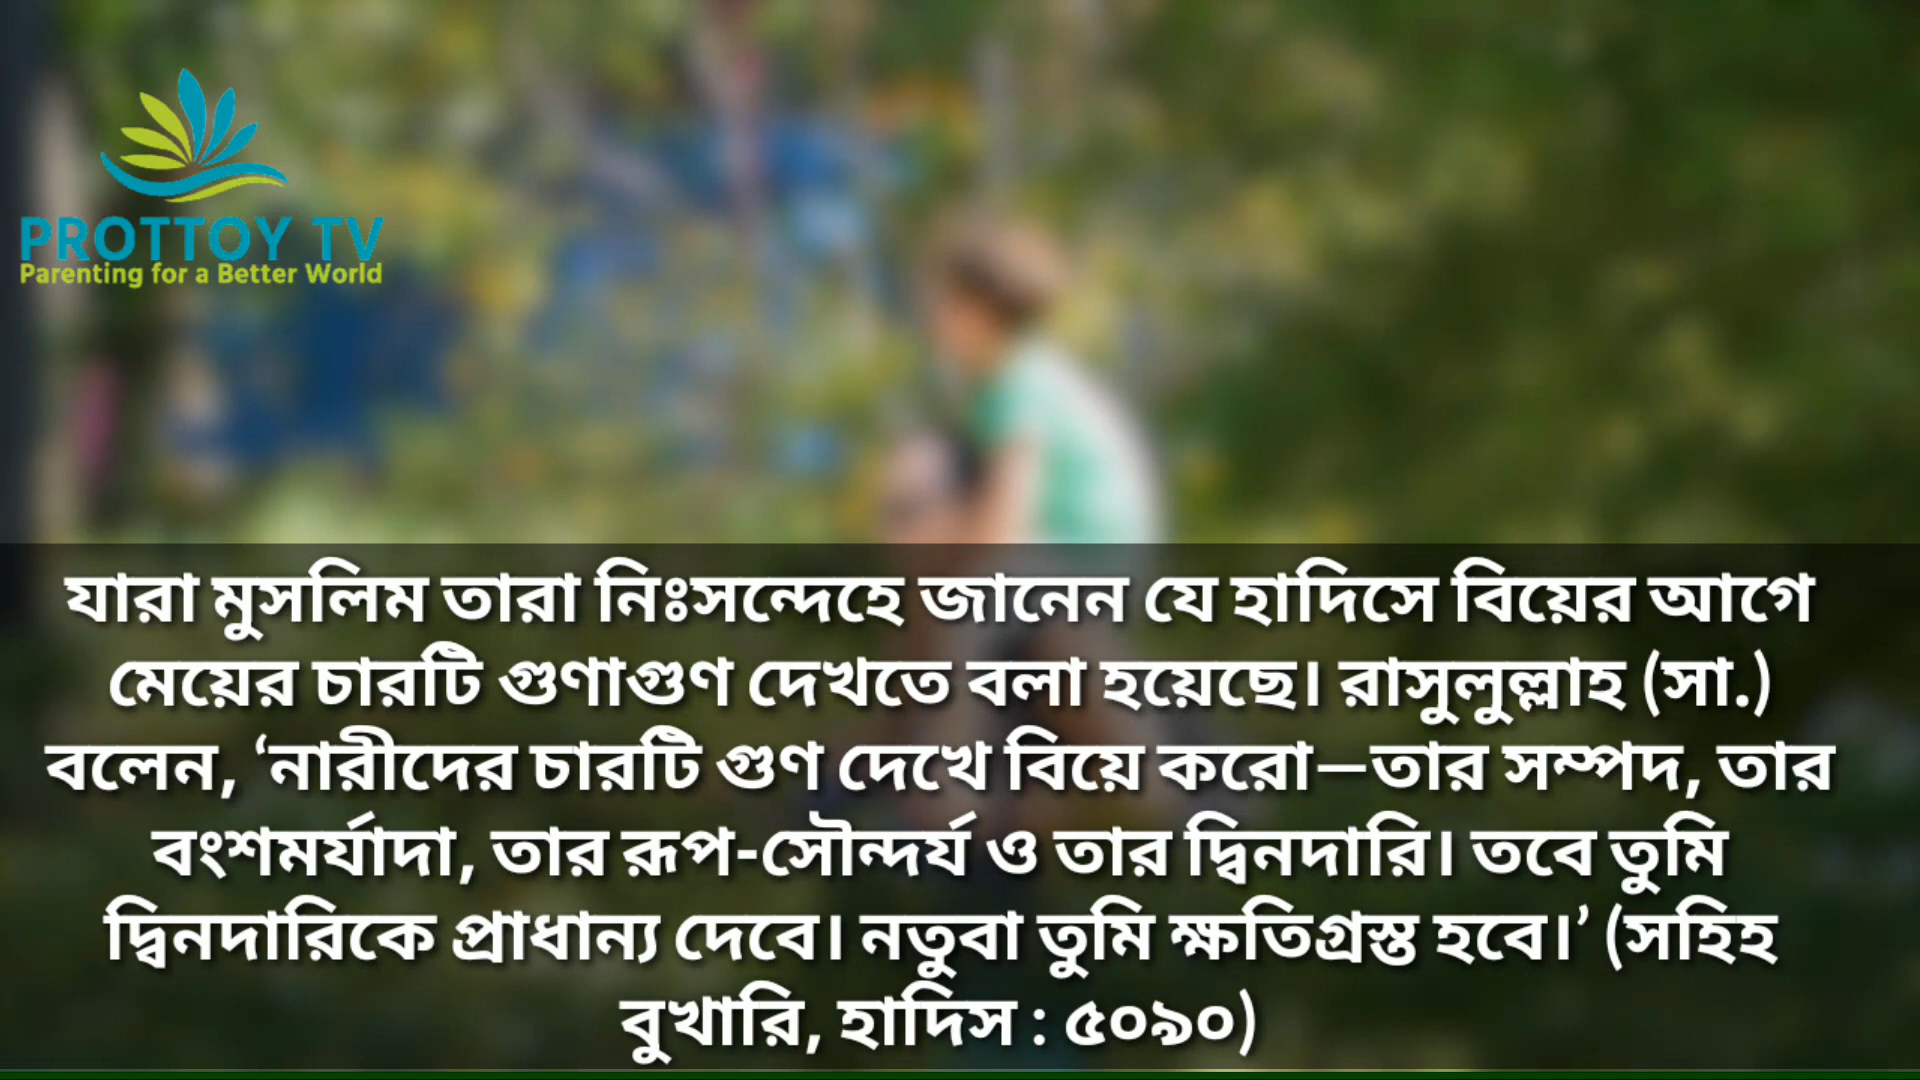 PROTTOY TV
Parenting for a Better World
যারা মুসলিম তারা নিঃসন্দেহে জানেন যে হাদিসে বিয়ের আগে
মেয়ের চারটি গুণাগুণ দেখতে বলা হয়েছে। রাসুলুল্লাহ (সা.)
বলেন, ‘নারীদের চারটি গুণ দেখে বিয়ে করো—তার সম্পদ, তার
বংশমর্যাদা, তার রূপ-সৌন্দর্য ও তার দ্বিনদারি। তবে তুমি
দ্বিনদারিকে প্রাধান্য দেবে। নতুবা তুমি ক্ষতিগ্রস্ত হবে।’ (সহিহ
বুখারি, হাদিস : ৫০৯০)